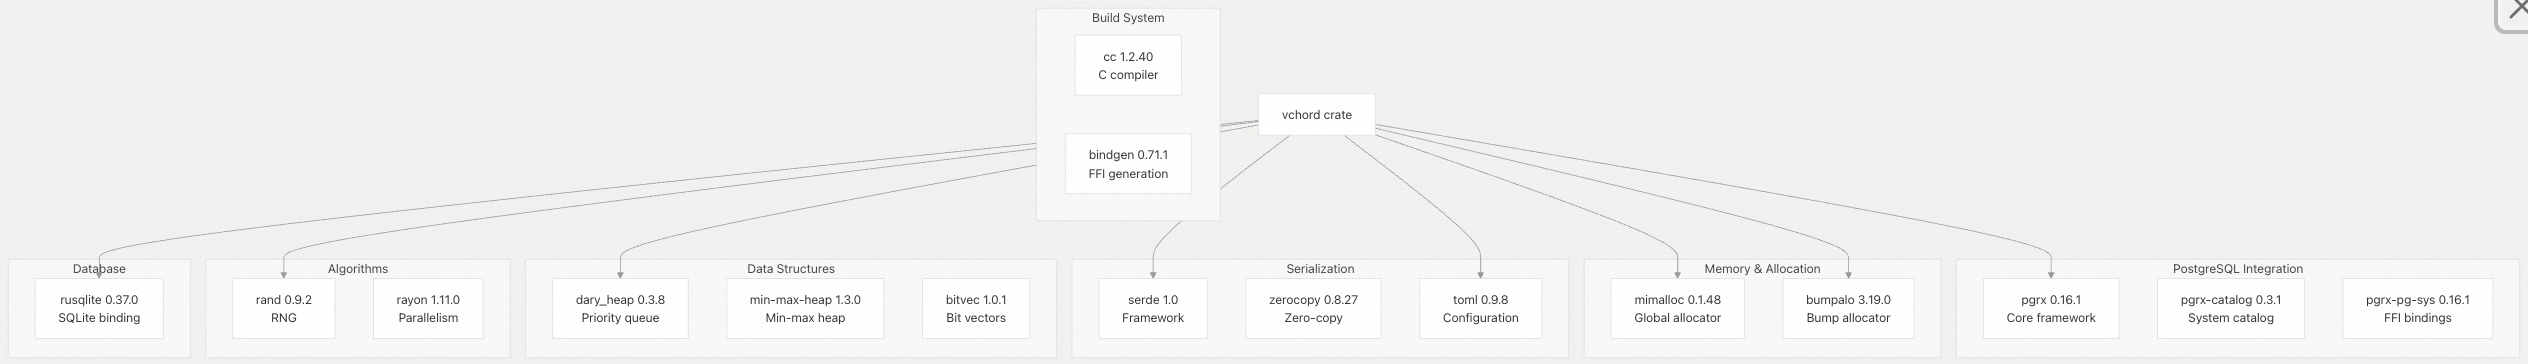 Build System
cc 1.2.40
C compiler
vchord crate
bindgen 0.71.1
FFI generation
Database
rusqlite 0.37.0
SQLite binding
Algorithms
rand 0.9.2
RNG
rayon 1.11.0
Parallelism
Data Structures
dary_heap 0.3.8
Priority queue
min-max-heap 1.3.0
Min-max heap
bitvec 1.0.1
Bit vectors
Serialization
serde 1.0
Framework
zerocopy 0.8.27
Zero-copy
toml 0.9.8
Configuration
Memory & Allocation
mimalloc 0.1.48
Global allocator
bumpalo 3.19.0
Bump allocator
PostgreSQL Integration
pgrx 0.16.1
Core framework
pgrx-catalog 0.3.1
System catalog
pgrx-pg-sys 0.16.1
FFI bindings